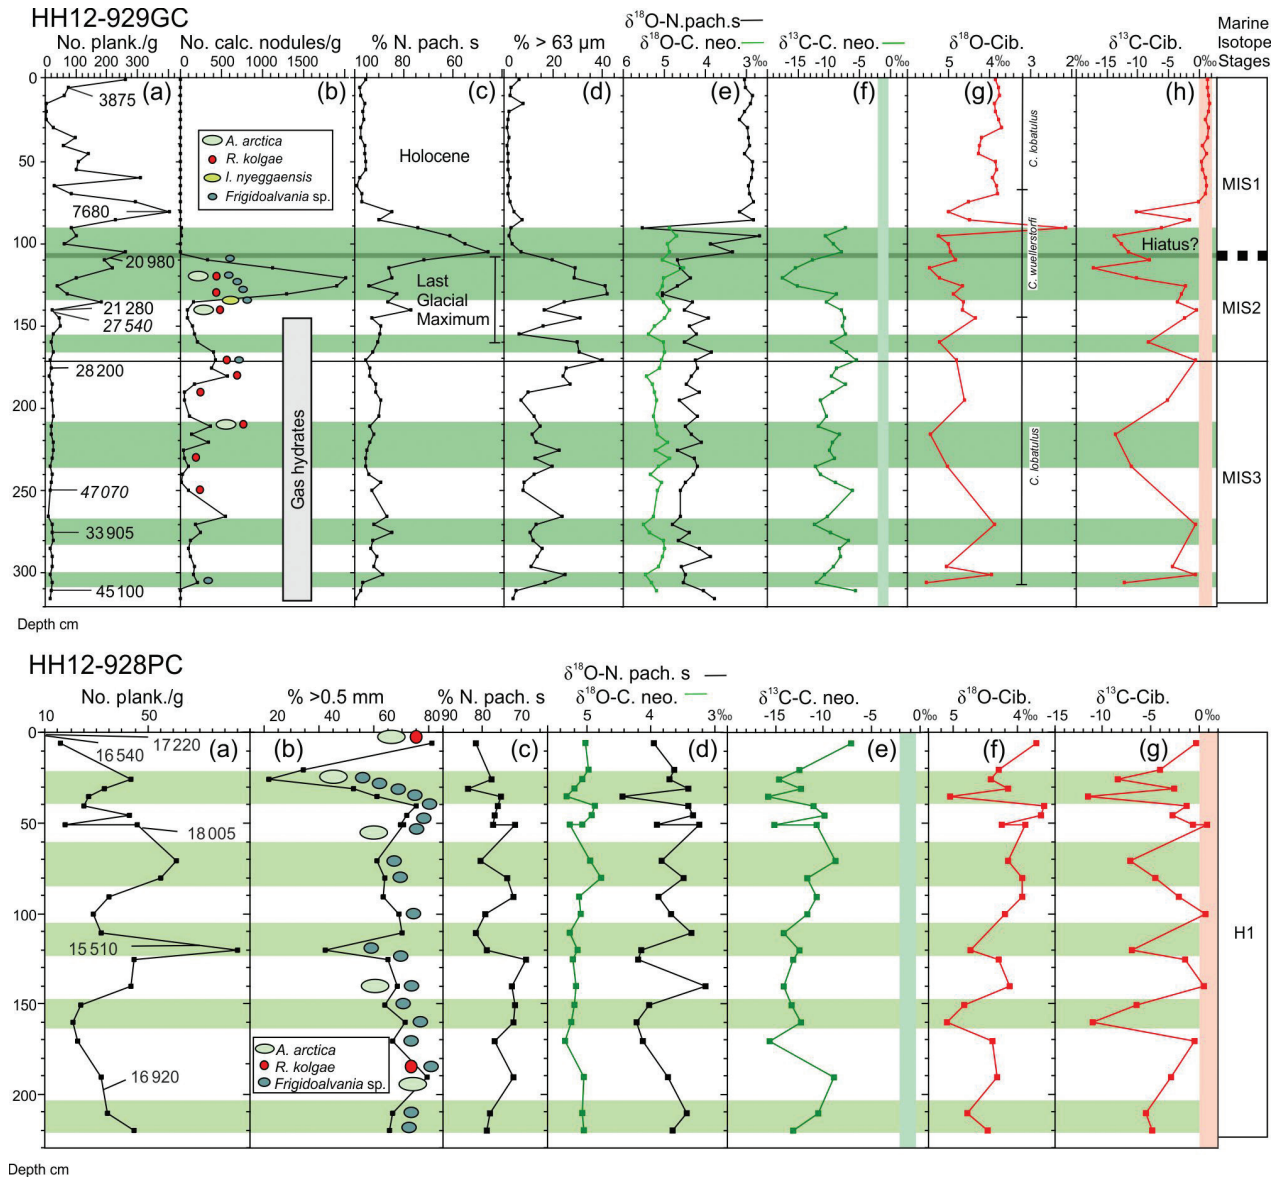 HH12-929GC
δ18O-N.pach.s
Marine
Isotope
Stages
No. plank./g
No. calc. nodules/g
% N. pach. s
% > 63 µm
δ18O-C. neo.
δ13C-C. neo.
δ18O-Cib.
δ13C-Cib.
0 100 200 300
0 500 1000 1500
100 80 60
0 20 40
6 5 4 3‰
-15 -10 -5 0‰
5 4‰ 3 2‰
-15 -10 -5 0‰
(a) (b) (c) (d) (e) (f) (g) (h)
0
3875
A. arctica
R. kolgae
I. nyeggaensis
Frigidoalvania sp.
Holocene
C. lobatulus
50
MIS1
7680
100
C. wuellerstorfi
Hiatus?
20 980
Last
Glacial
Maximum
21 280
27 540
MIS2
150
28 200
200
Gas hydrates
C. lobatulus
MIS3
250
47 070
33 905
300
45 100
Depth cm
HH12-928PC
δ18O-N. pach. s
No. plank./g
% >0.5 mm
% N. pach. s
δ18O-C. neo.
δ13C-C. neo.
δ18O-Cib.
δ13C-Cib.
10 50
20 40 60 80
90 80 70
5 4 3‰
-15 -10 -5 0‰
5 4‰
-15 -10 -5 0‰
0
17 220
16 540
(a) (b) (c) (d) (e) (f) (g)
50
18 005
100
15 510
H1
150
A. arctica
R. kolgae
Frigidoalvania sp.
16 920
200
Depth cm